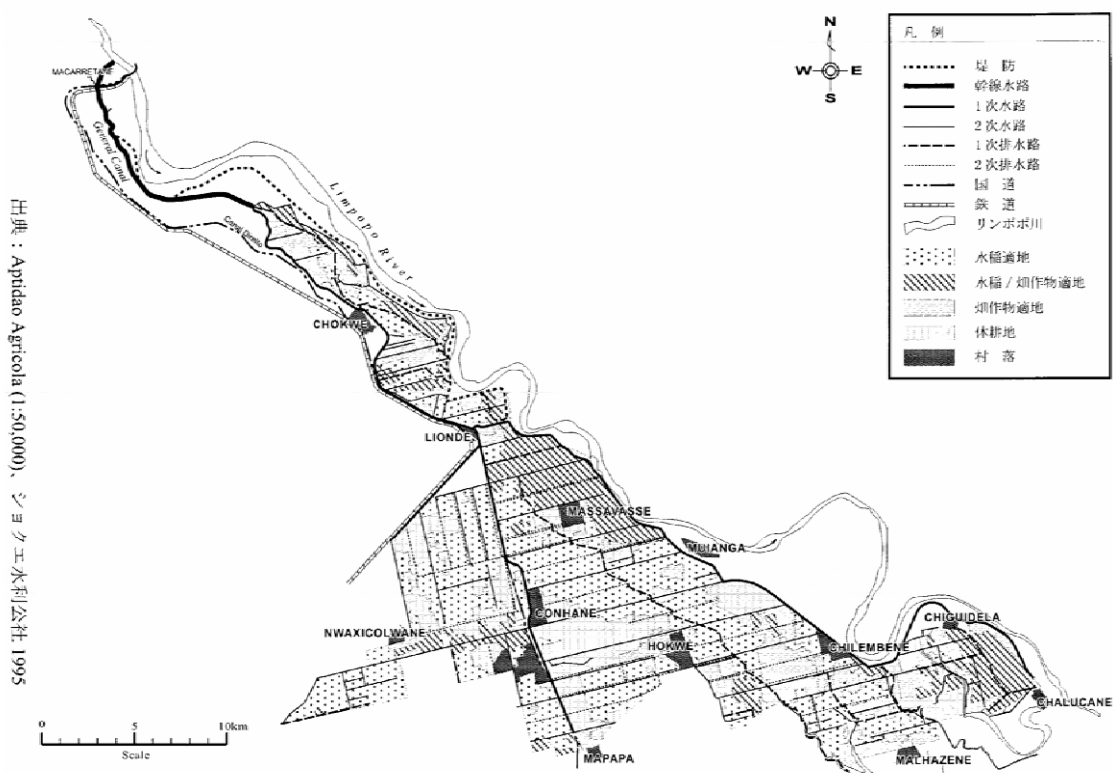 N
W E
S
凡 例
堤 防
幹線水路
1次水路
2次水路
1次排水路
2次排水路
国 道
鉄 道
リンポポ川
水稲適地
水稲/畑作物適地
畑作物適地
休耕地
村 落
MACARRETANE
General Canal
Limpopo River
CHOKWE
LIONDE
MASSAVASSE
MUIANGA
CONHANE
NWAXICOLWANE
HOKWE
CHIGUIDELA
CHILEMBENE
CHALUCANE
MAPAPA
MALHAZENE
0 5 10km
Scale
出典:Aptidao Agricola (1:50,000)、ショクエ水利公社, 1995